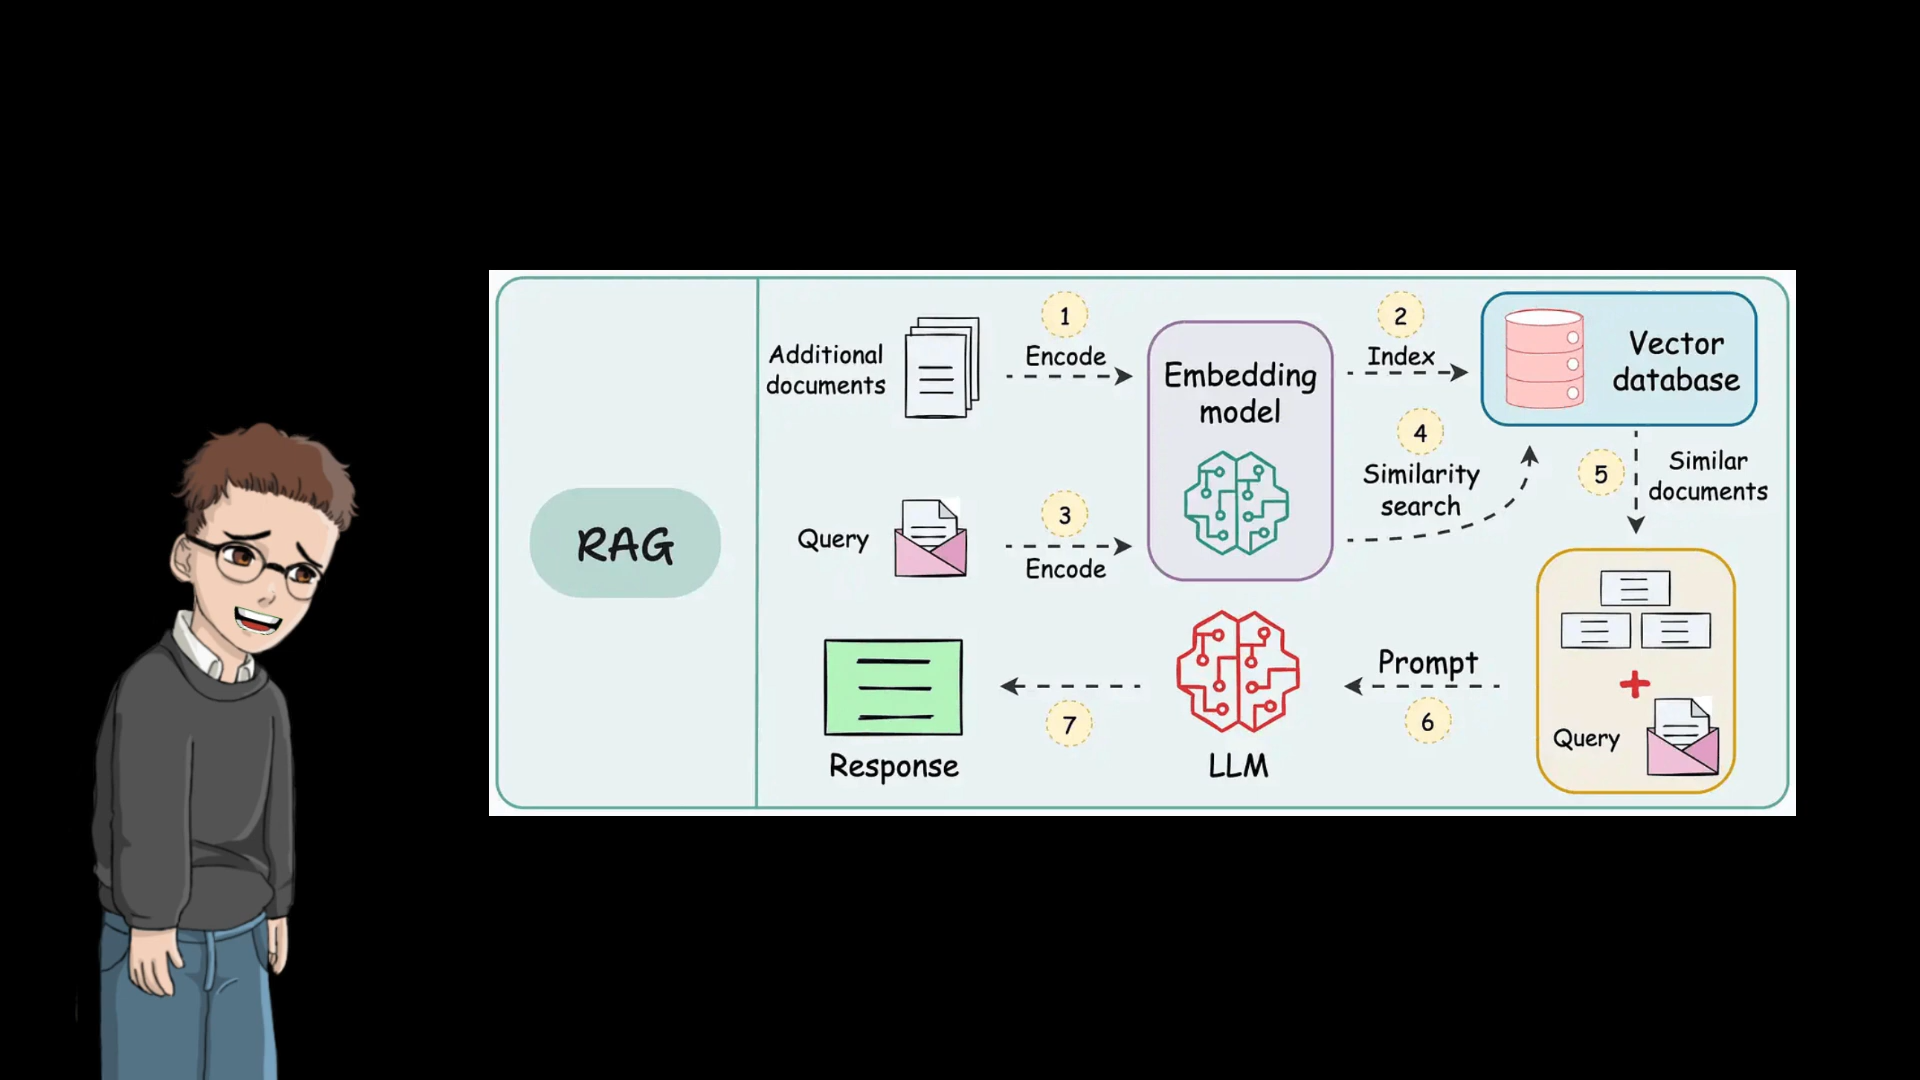 RAG
Additional
documents
1
Encode
Embedding
model
2
Index
Vector
database
Query
3
Encode
4
Similarity
search
5
Similar
documents
Query
Prompt
6
LLM
7
Response